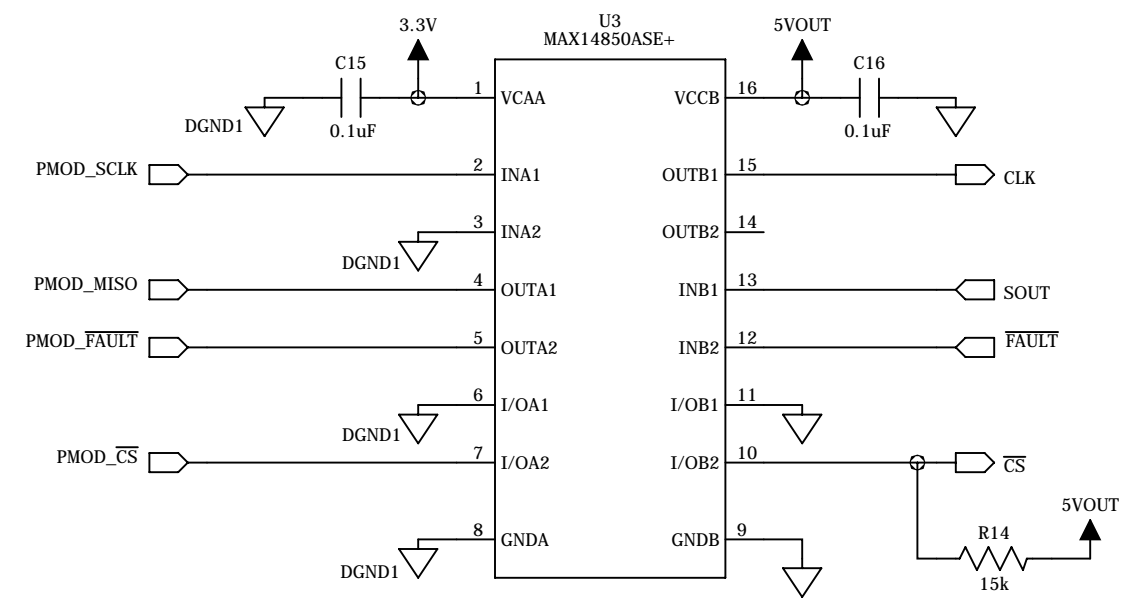 U3
MAX14850ASE+
3.3V
5VOUT
C15
C16
1
VCAA
VCCB
16
DGND1
0.1uF
0.1uF
PMOD_SCLK
2
INA1
OUTB1
15
CLK
3
INA2
OUTB2
14
DGND1
PMOD_MISO
4
OUTA1
INB1
13
SOUT
PMOD_FAULT
5
OUTA2
INB2
12
FAULT
6
I/OA1
I/OB1
11
DGND1
PMOD_CS
7
I/OA2
I/OB2
10
CS
5VOUT
8
GNDA
GNDB
9
R14
DGND1
15k